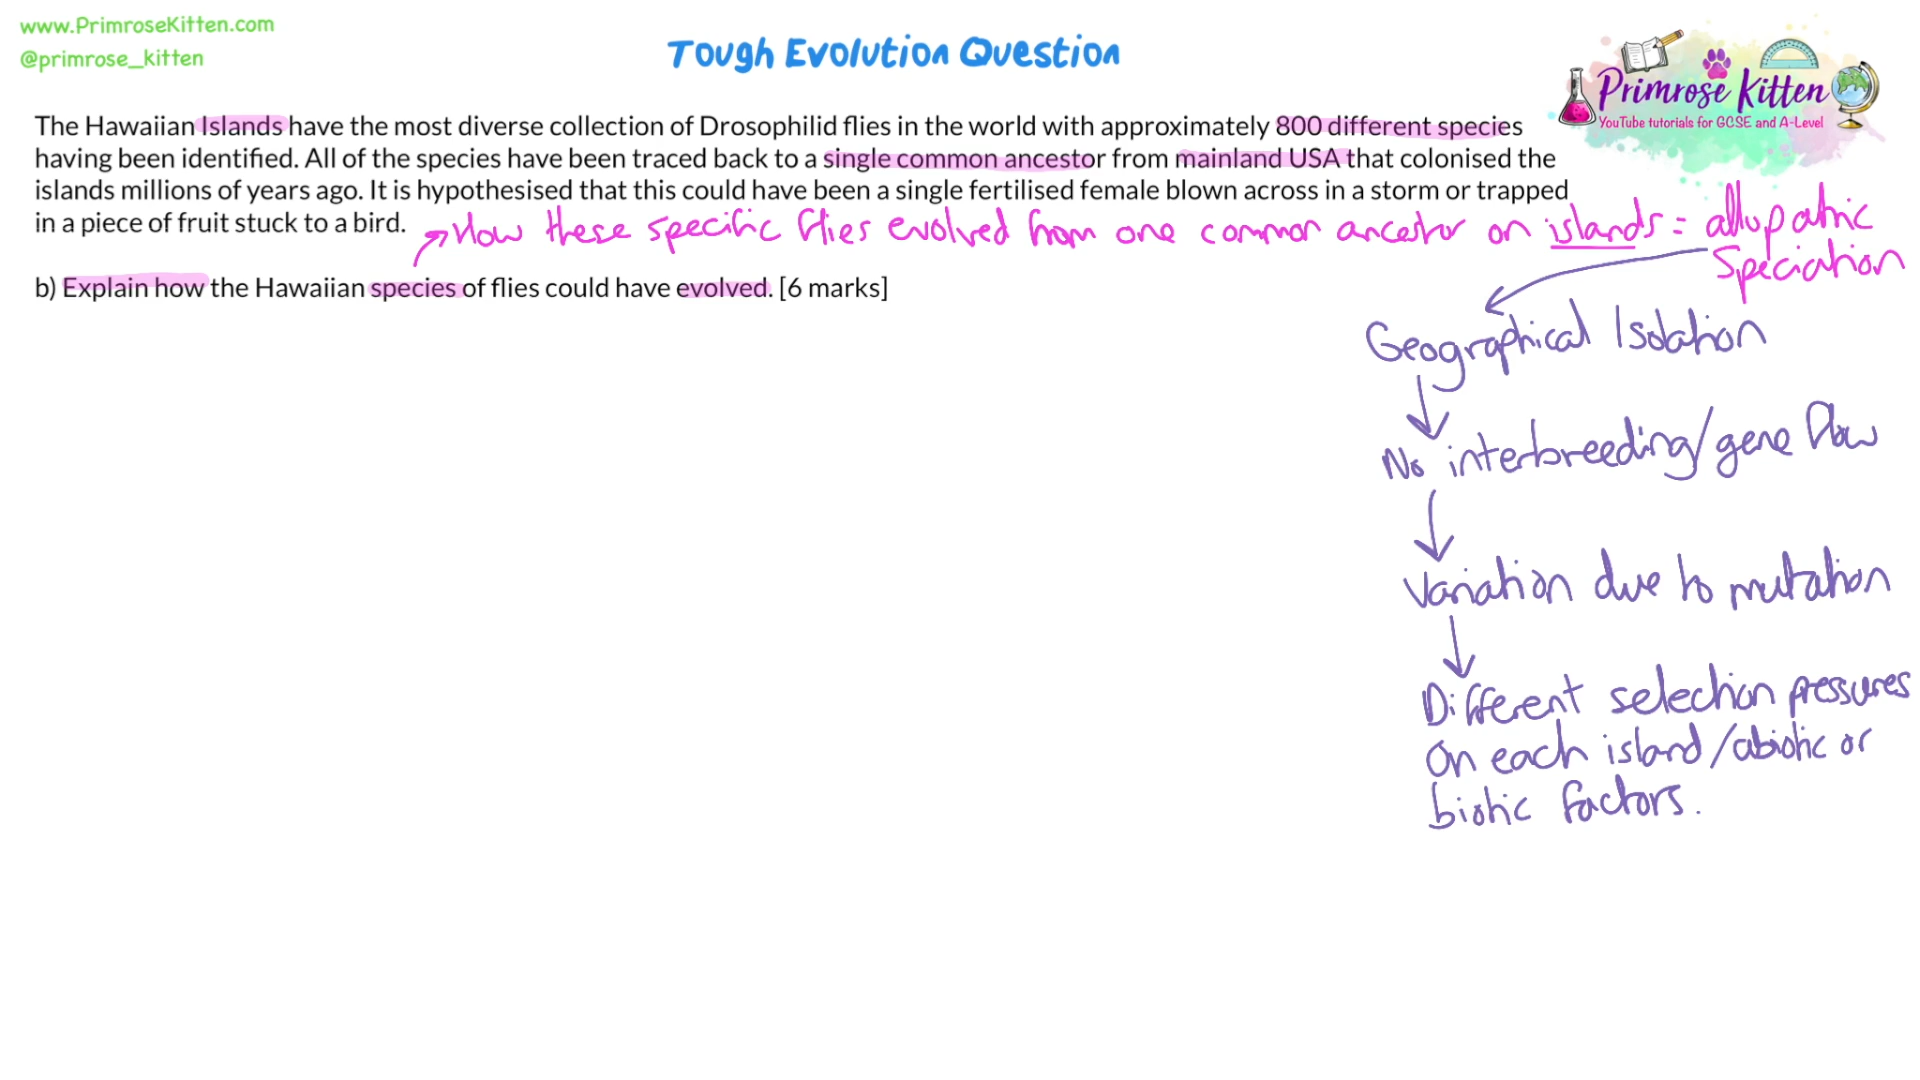 www.PrimroseKitten.com
@primrose_kitten
Tough Evolution Question
Primrose Kitten
YouTube tutorials for GCSE and A-Level
The Hawaiian Islands have the most diverse collection of Drosophilid flies in the world with approximately 800 different species
having been identified. All of the species have been traced back to a single common ancestor from mainland USA that colonised the
islands millions of years ago. It is hypothesised that this could have been a single fertilised female blown across in a storm or trapped
in a piece of fruit stuck to a bird.
→ How these specific flies evolved from one common ancestor on islands = allopatric
Speciation
b) Explain how the Hawaiian species of flies could have evolved. [6 marks]
Geographical Isolation
No interbreeding/gene flow
Variation due to mutation
Different selection pressures
on each island/abiotic or
biotic factors.